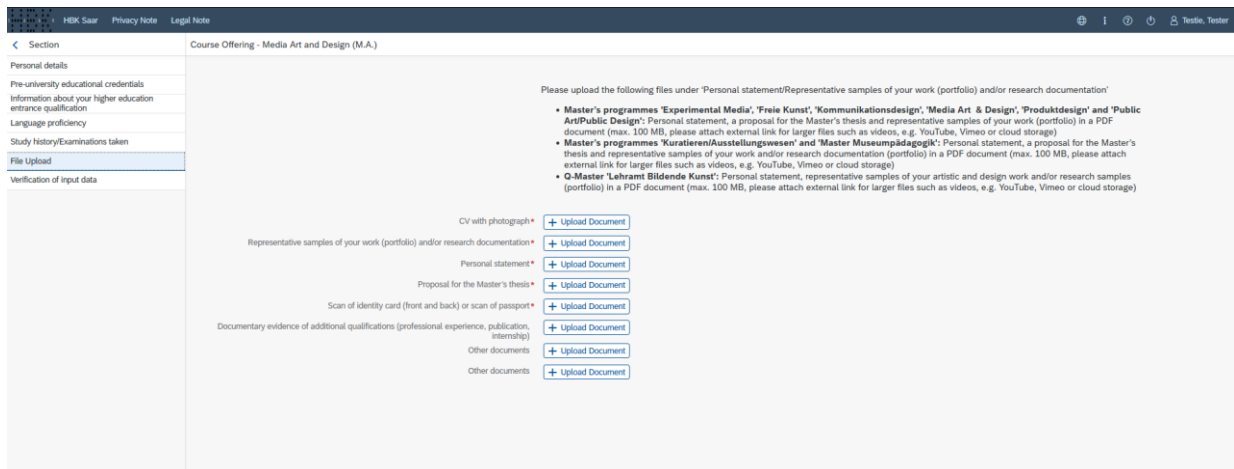 HBK Saar Privacy Note Legal Note
Testie, Tester
Section
Course Offering - Media Art and Design (M.A.)
Personal details
Pre-university educational credentials
Information about your higher education
entrance qualification
Language proficiency
Study history/Examinations taken
File Upload
Verification of input data
Please upload the following files under 'Personal statement/Representative samples of your work (portfolio) and/or research documentation'
• Master's programmes 'Experimental Media', 'Freie Kunst', 'Kommunikationsdesign', 'Media Art & Design', 'Produktdesign' and 'Public
Art/Public Design': Personal statement, a proposal for the Master's thesis and representative samples of your work (portfolio) in a PDF
document (max. 100 MB, please attach external link for larger files such as videos, e.g. YouTube, Vimeo or cloud storage)
• Master's programmes 'Kuratieren/Ausstellungswesen' and 'Master Museumpädagogik': Personal statement, a proposal for the Master's
thesis and representative samples of your work and/or research documentation (portfolio) in a PDF document (max. 100 MB, please attach
external link for larger files such as videos, e.g. YouTube, Vimeo or cloud storage)
• Q-Master 'Lehramt Bildende Kunst': Personal statement, representative samples of your artistic and design work and/or research samples
(portfolio) in a PDF document (max. 100 MB, please attach external link for larger files such as videos, e.g. YouTube, Vimeo or cloud storage)
CV with photograph* + Upload Document
Representative samples of your work (portfolio) and/or research documentation* + Upload Document
Personal statement* + Upload Document
Proposal for the Master's thesis* + Upload Document
Scan of identity card (front and back) or scan of passport* + Upload Document
Documentary evidence of additional qualifications (professional experience, publication,
internship) + Upload Document
Other documents + Upload Document
Other documents + Upload Document